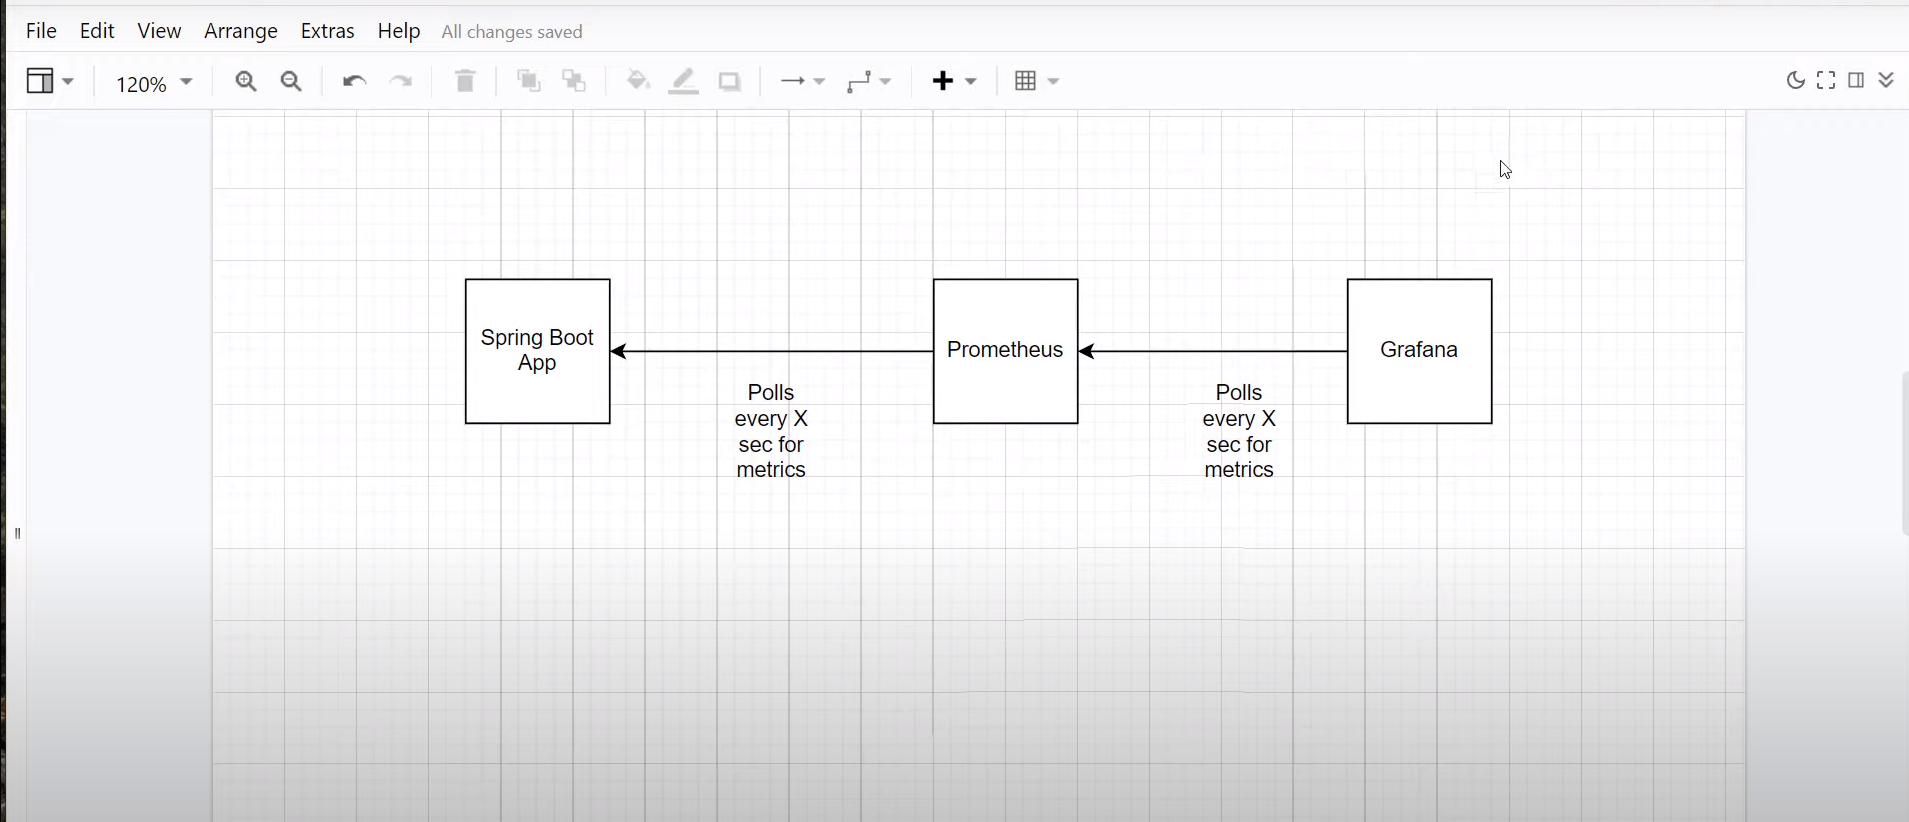 File Edit View Arrange Extras Help All changes saved
120%
Spring Boot
App
Prometheus
Grafana
Polls
every X
sec for
metrics
Polls
every X
sec for
metrics